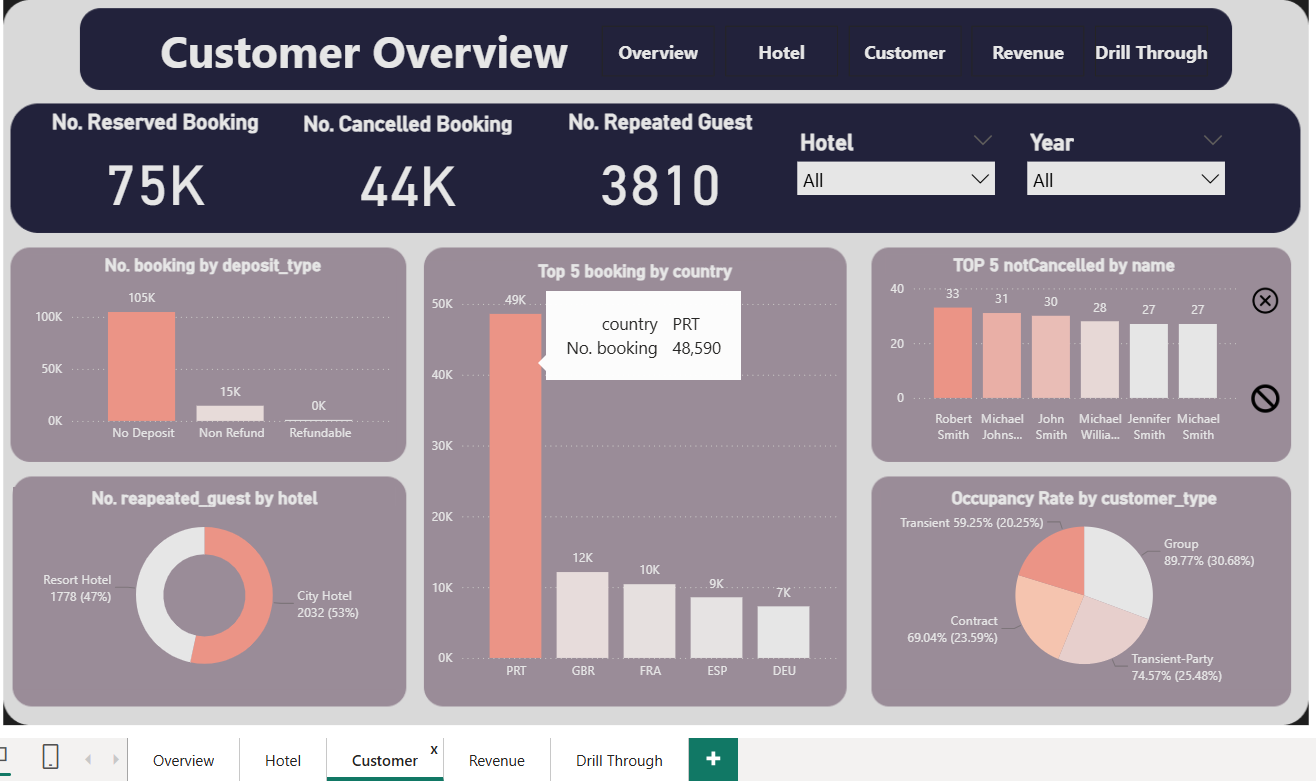 Customer Overview
Overview
Hotel
Customer
Revenue
Drill Through
No. Reserved Booking
75K
No. Cancelled Booking
44K
No. Repeated Guest
3810
Hotel
All
Year
All
No. booking by deposit_type
100K
50K
0K
105K
15K
0K
No Deposit
Non Refund
Refundable
No. reapeated_guest by hotel
Resort Hotel
1778 (47%)
City Hotel
2032 (53%)
Top 5 booking by country
50K
40K
30K
20K
10K
0K
49K
12K
10K
9K
7K
country PRT
No. booking 48,590
PRT
GBR
FRA
ESP
DEU
TOP 5 notCancelled by name
40
20
0
33
31
30
28
27
27
Robert
Smith
Michael
Johns...
John
Smith
Michael
Willia...
Jennifer
Smith
Michael
Smith
Occupancy Rate by customer_type
Transient 59.25% (20.25%)
Group
89.77% (30.68%)
Contract
69.04% (23.59%)
Transient-Party
74.57% (25.48%)
Overview
Hotel
Customer
x
Revenue
Drill Through
+